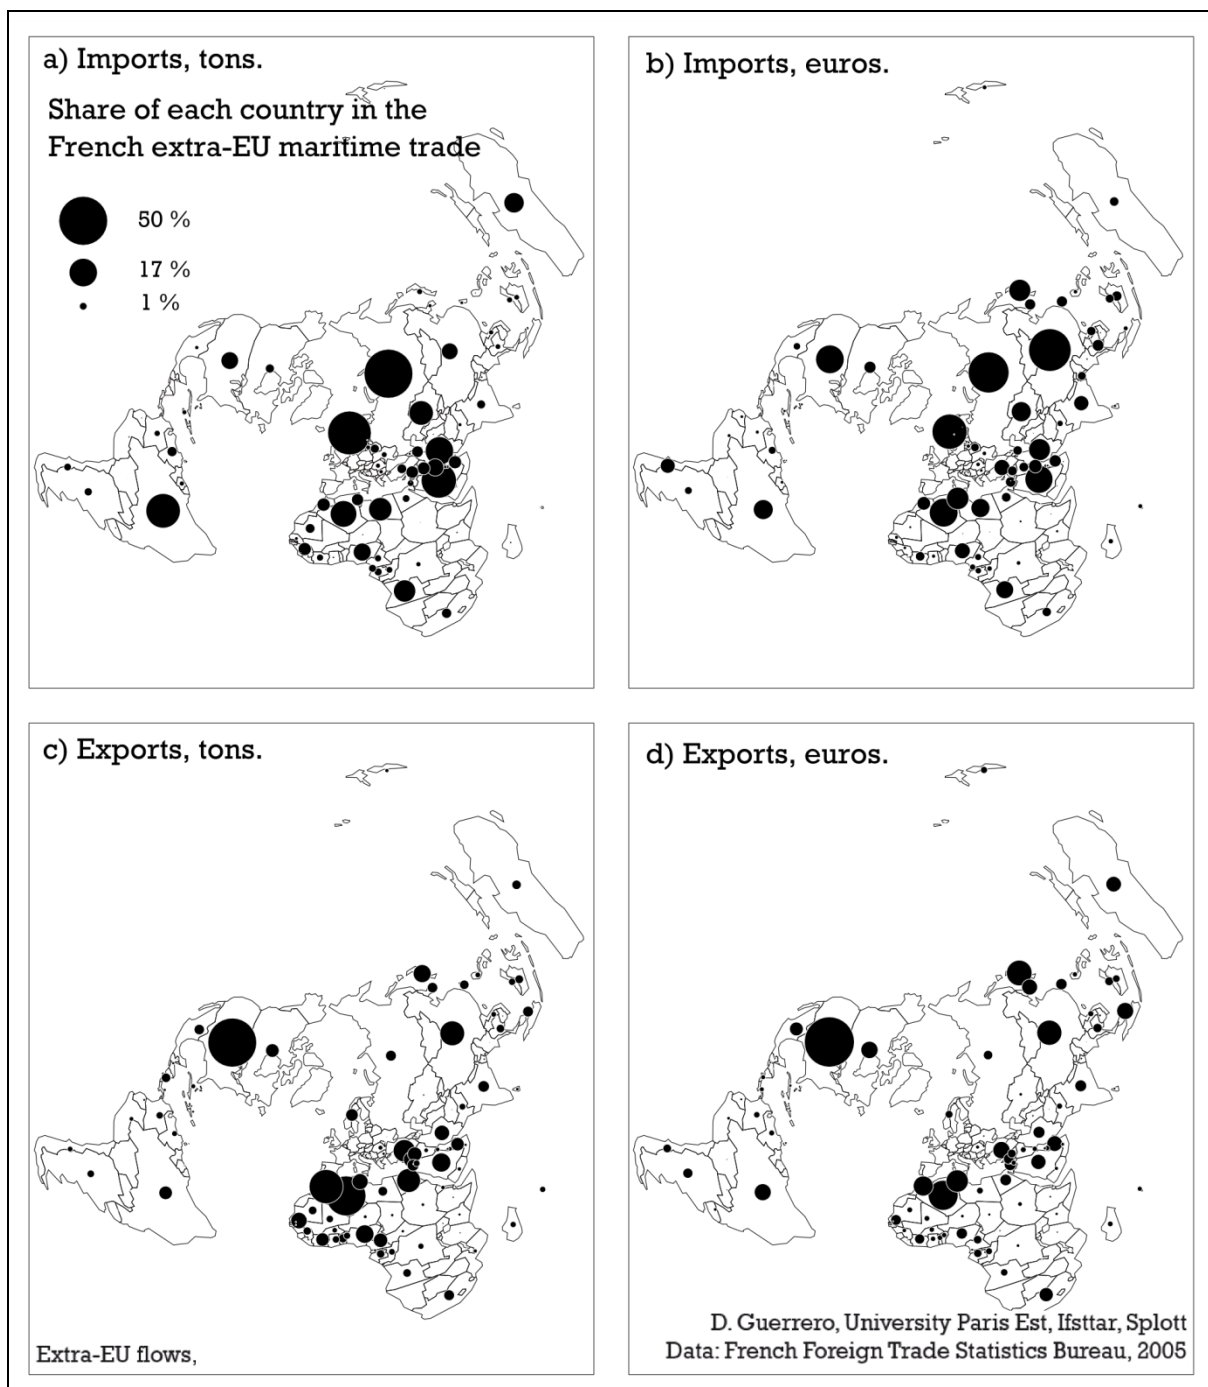 a) Imports, tons.
Share of each country in the
French extra-EU maritime trade
50 %
17 %
1 %
b) Imports, euros.
c) Exports, tons.
Extra-EU flows,
d) Exports, euros.
D. Guerrero, University Paris Est, Ifsttar, Splott
Data: French Foreign Trade Statistics Bureau, 2005